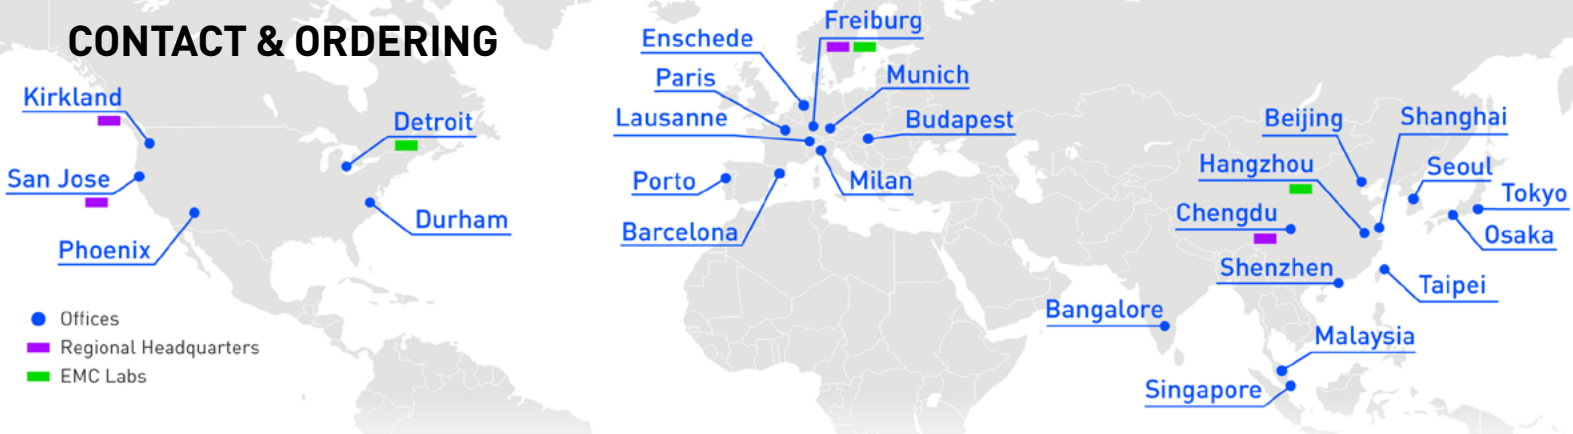 CONTACT & ORDERING
Kirkland
San Jose
Phoenix
Detroit
Durham
Offices
Regional Headquarters
EMC Labs
Freiburg
Enschede
Paris
Munich
Lausanne
Budapest
Porto
Milan
Barcelona
Beijing
Shanghai
Hangzhou
Seoul
Chengdu
Tokyo
Osaka
Shenzhen
Taipei
Bangalore
Malaysia
Singapore